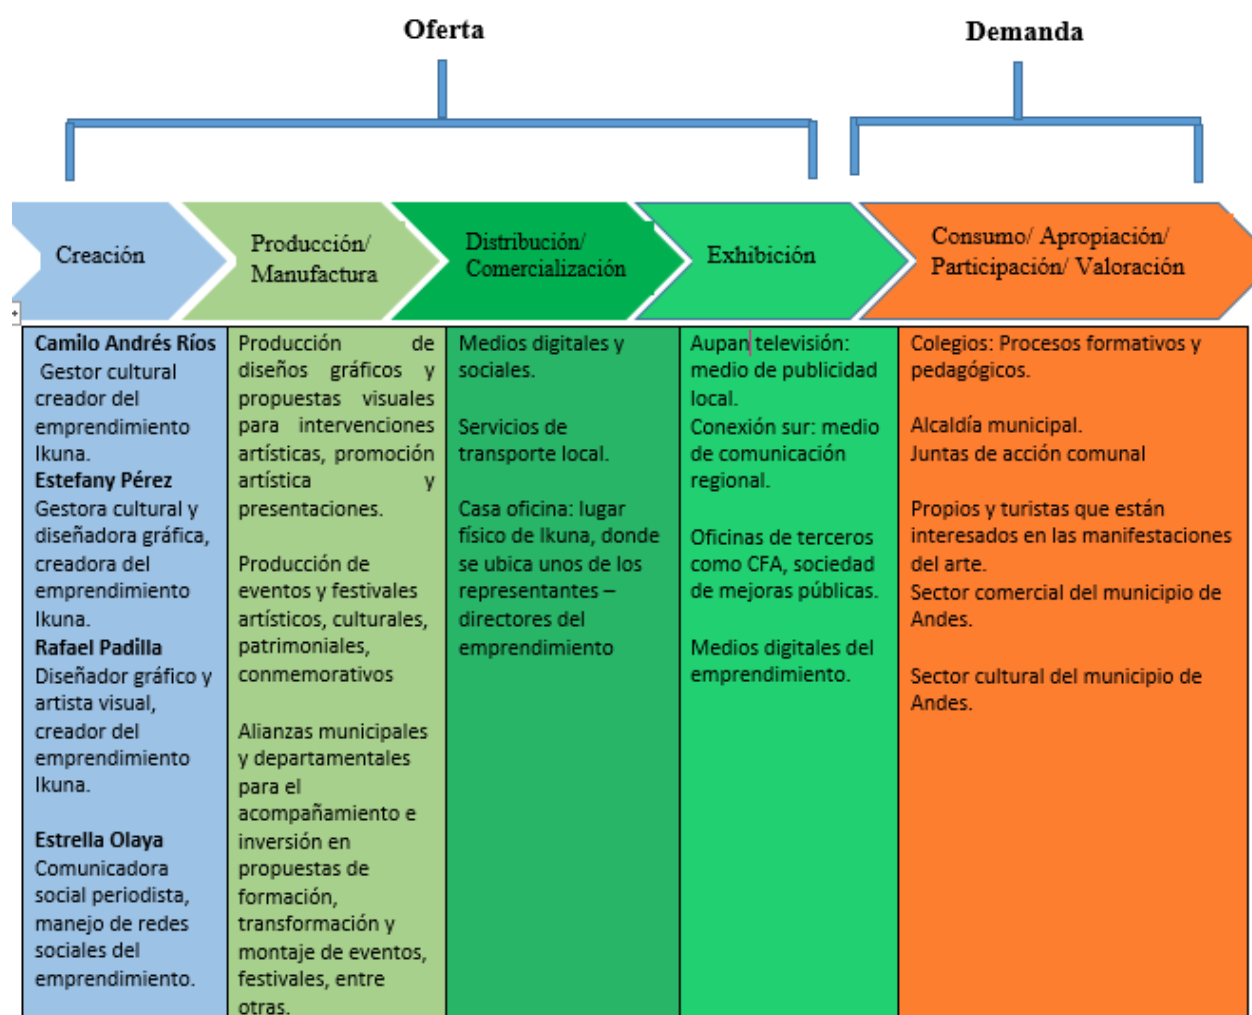 Oferta
Demanda
Creación
Producción/
Manufactura
Distribución/
Comercialización
Exhibición
Consumo/ Apropiación/
Participación/ Valoración
Camilo Andrés Ríos
Gestor cultural
creador del
emprendimiento
Ikuna.
Estefany Pérez
Gestora cultural y
diseñadora gráfica,
creadora del
emprendimiento
Ikuna.
Rafael Padilla
Diseñador gráfico y
artista visual,
creador del
emprendimiento
Ikuna.
Estrella Olaya
Comunicadora
social periodista,
manejo de redes
sociales del
emprendimiento.
Producción de
diseños gráficos y
propuestas visuales
para intervenciones
artísticas, promoción
artística y
presentaciones.
Producción de
eventos y festivales
artísticos, culturales,
patrimoniales,
conmemorativos
Alianzas municipales
y departamentales
para el
acompañamiento e
inversión en
propuestas de
formación,
transformación y
montaje de eventos,
festivales, entre
otras.
Medios digitales y
sociales.
Servicios de
transporte local.
Casa oficina: lugar
físico de Ikuna, donde
se ubica unos de los
representantes –
directores del
emprendimiento
Aupan televisión:
medio de publicidad
local.
Conexión sur: medio
de comunicación
regional.
Oficinas de terceros
como CFA, sociedad
de mejoras públicas.
Medios digitales del
emprendimiento.
Colegios: Procesos formativos y
pedagógicos.
Alcaldía municipal.
Juntas de acción comunal
Propios y turistas que están
interesados en las manifestaciones
del arte.
Sector comercial del municipio de
Andes.
Sector cultural del municipio de
Andes.